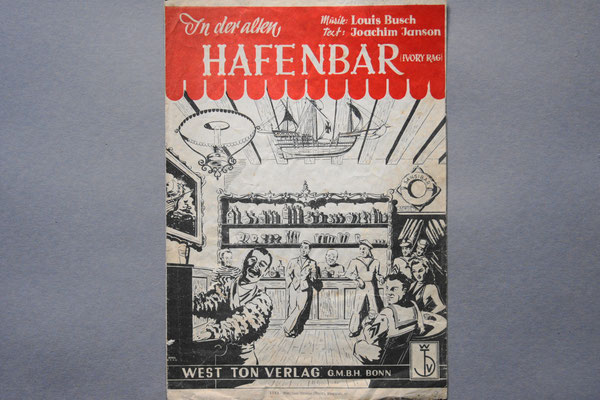 In der alten
Musik: Louis Busch
Text: Joachim Janson
HAFENBAR (IVORY RAG)
WEST TON VERLAG G.M.B.H. BONN